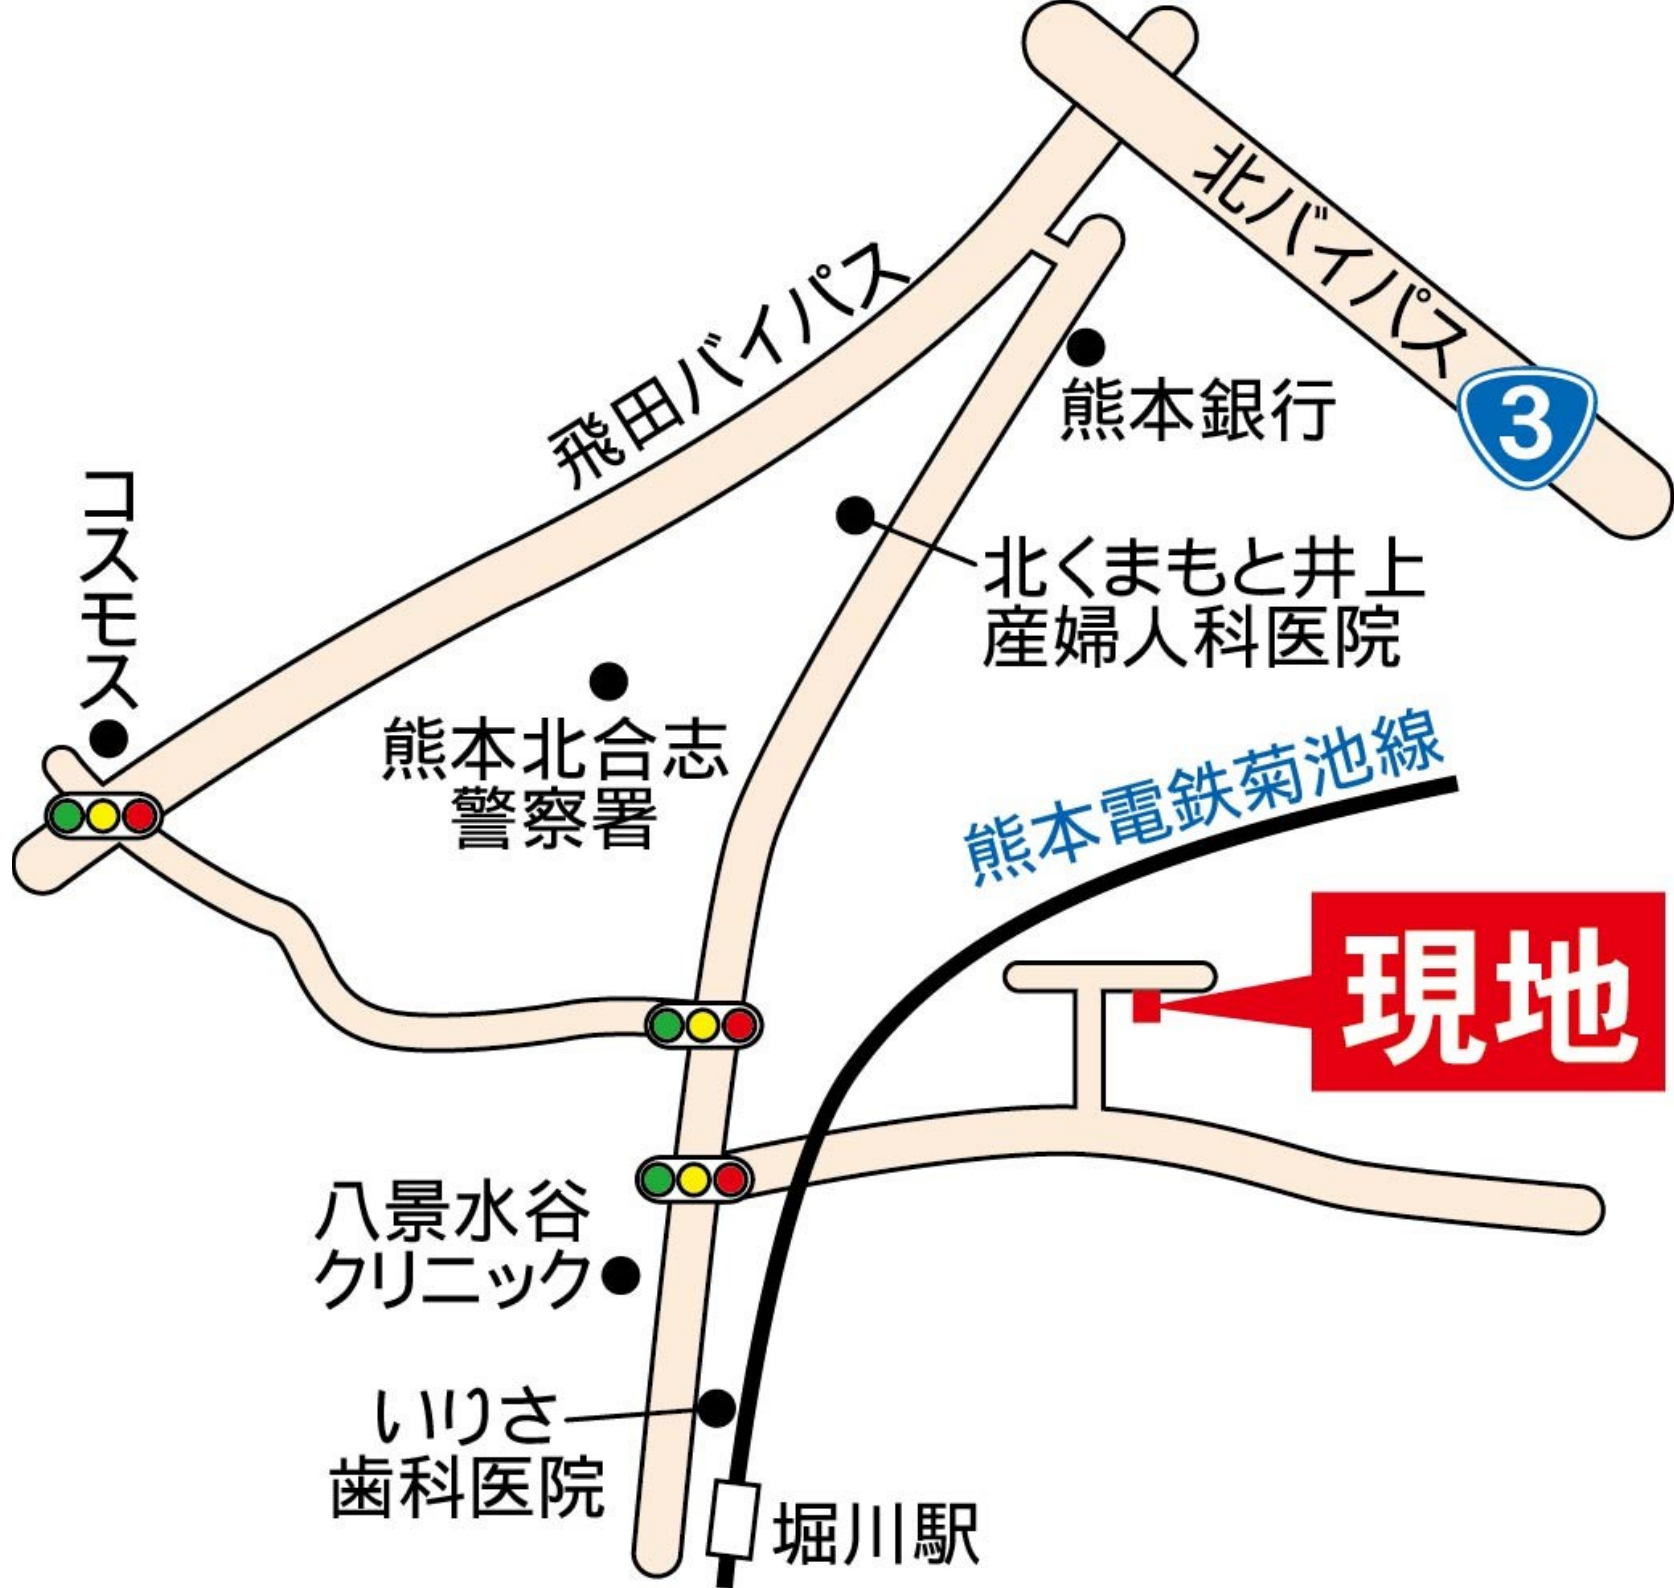 北バイパス
3
飛田バイパス
熊本銀行
コスモス
北くまもと井上
産婦人科医院
熊本北合志
警察署
熊本電鉄菊池線
現地
八景水谷
クリニック
いりさ
歯科医院
堀川駅